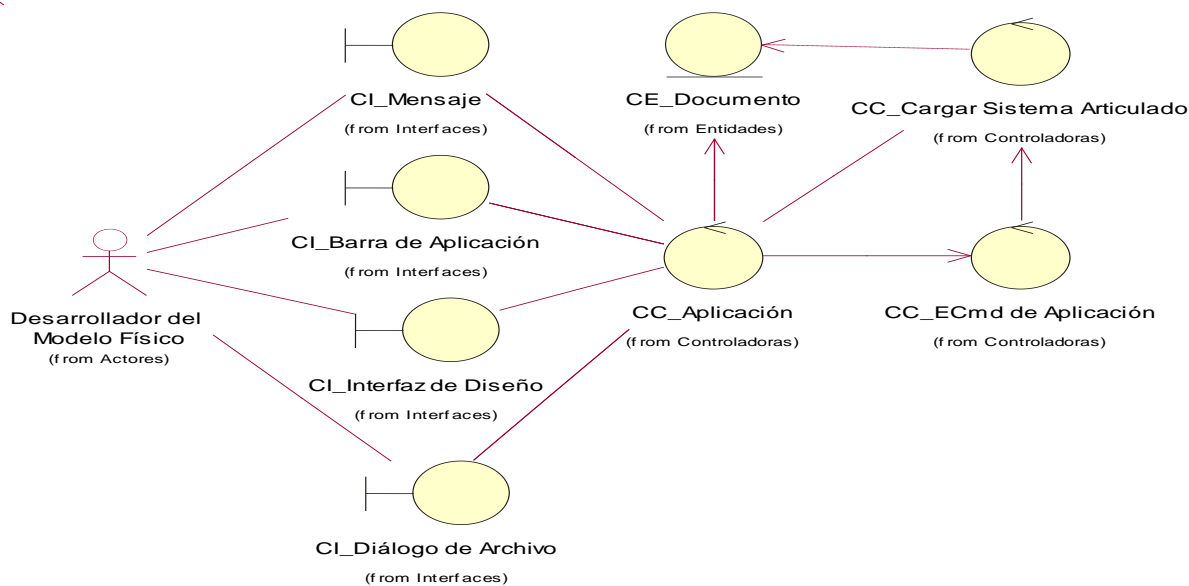 CI_Mensaje
(from Interfaces)
CE_Documento
(from Entidades)
CC_Cargar Sistema Articulado
(from Controladoras)
CI_Barra de Aplicación
(from Interfaces)
Desarrollador del
Modelo Físico
(from Actores)
CC_Aplicación
(from Controladoras)
CC_ECmd de Aplicación
(from Controladoras)
CI_Interfaz de Diseño
(from Interfaces)
CI_Diálogo de Archivo
(from Interfaces)